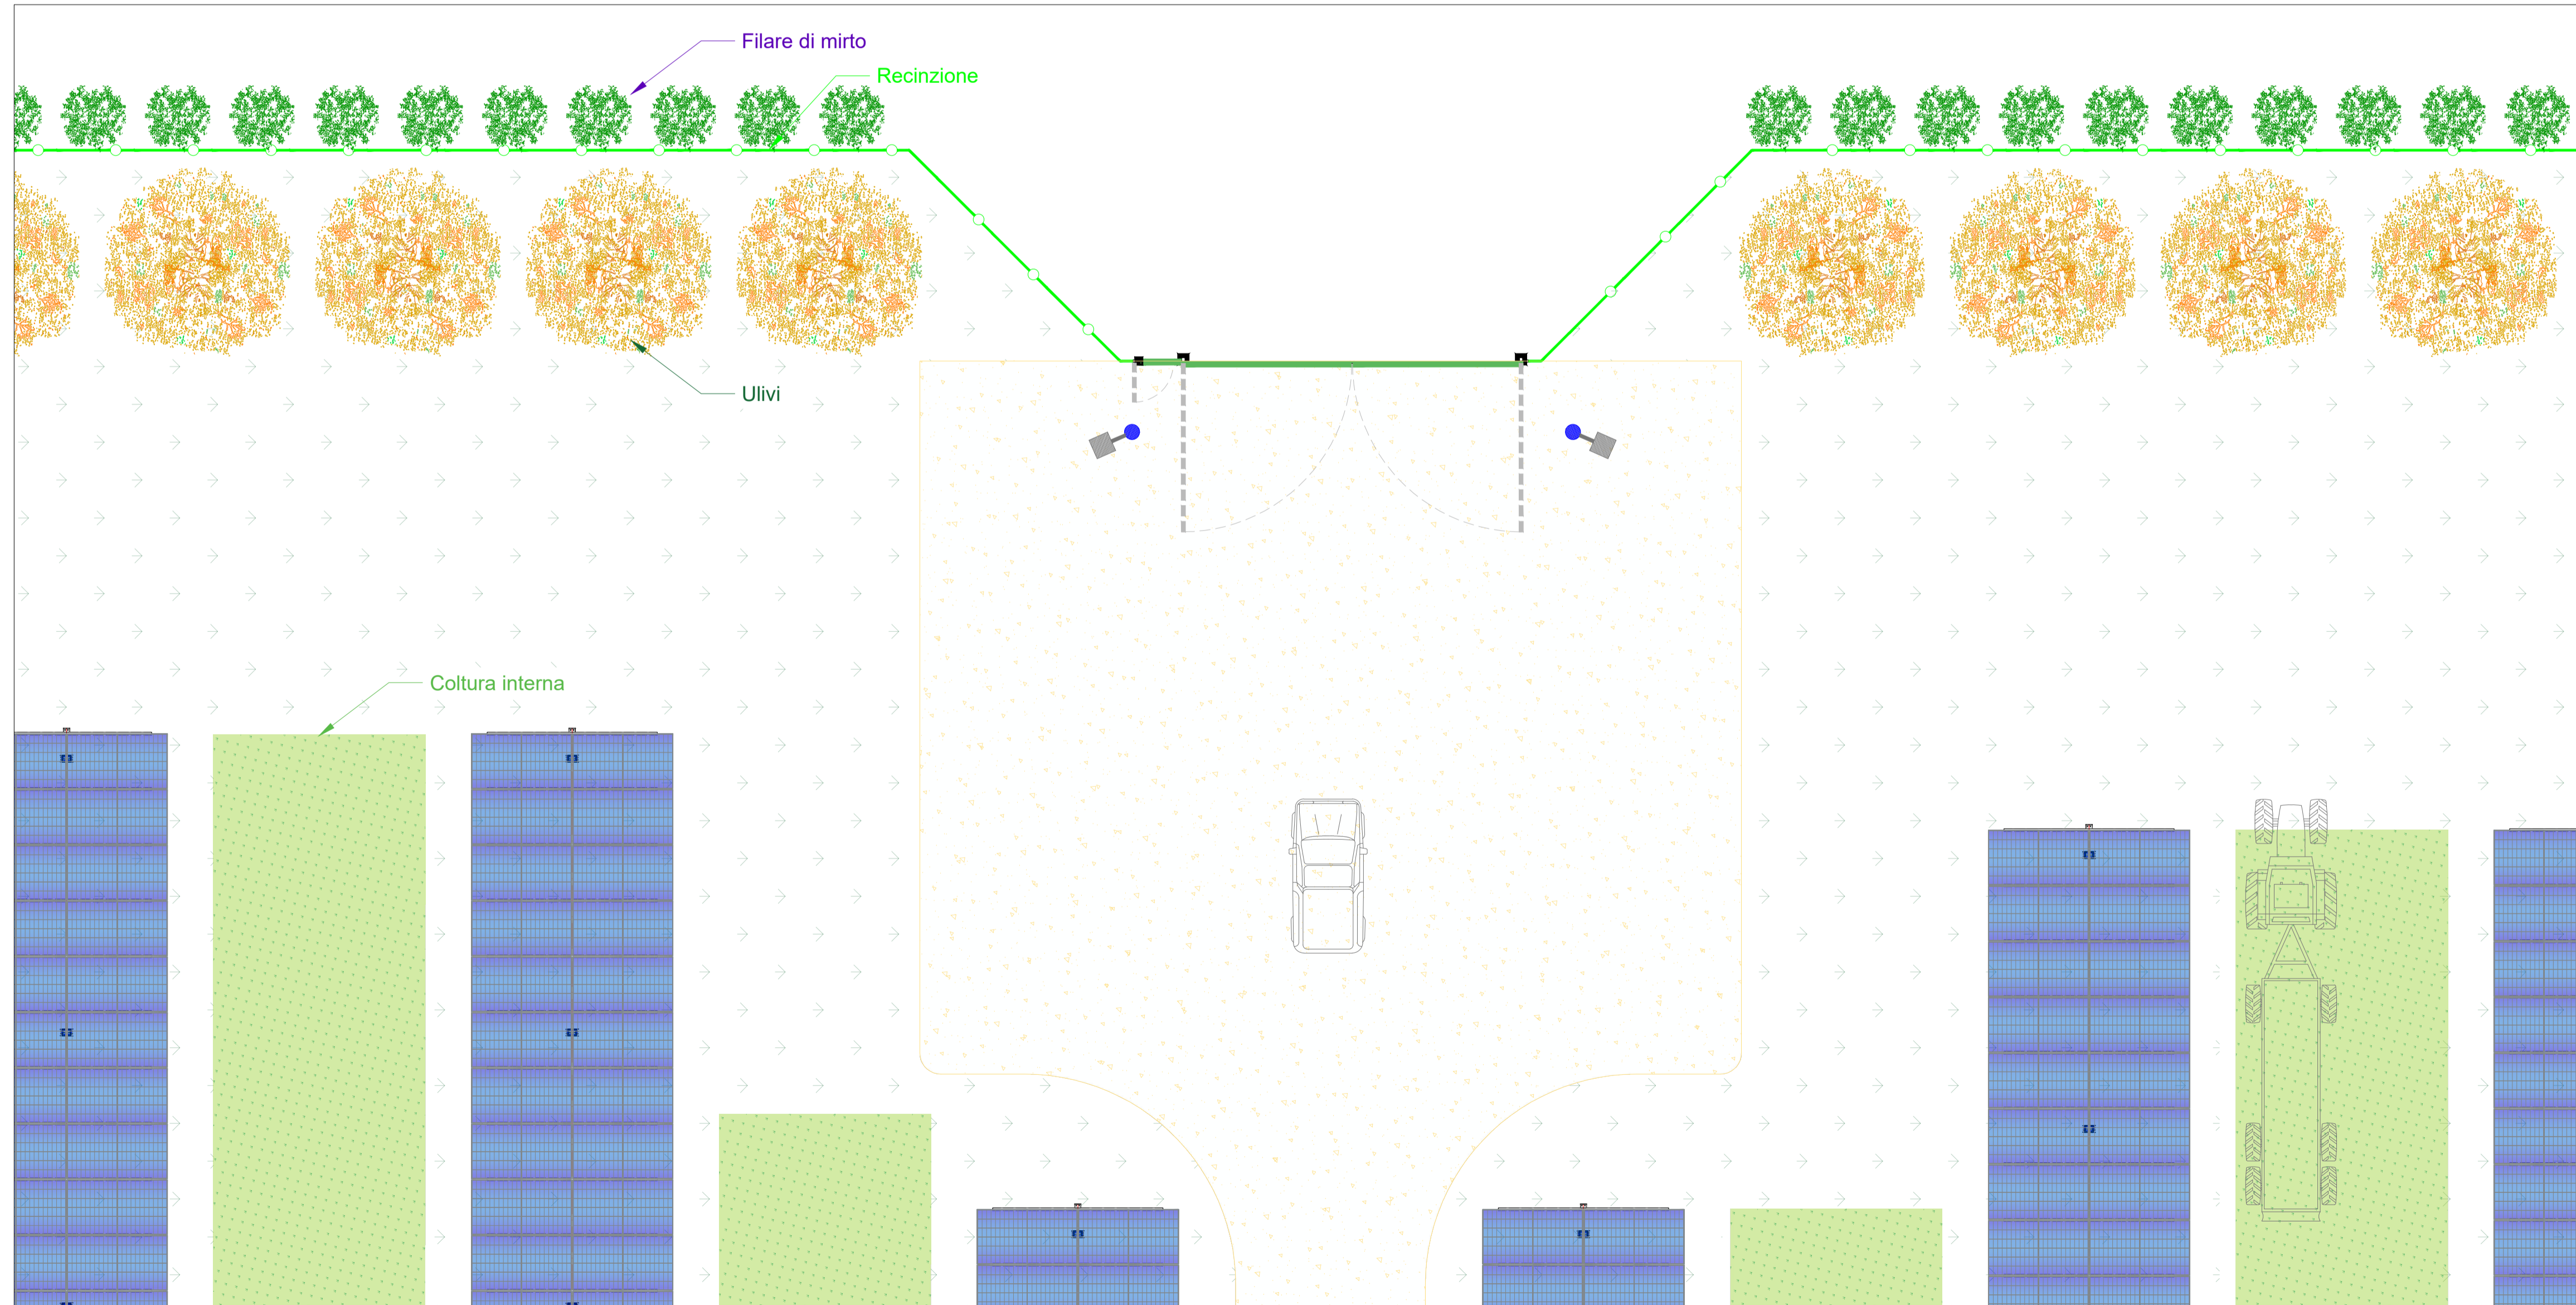 Filare di mirto
Recinzione
Ulivi
Coltura interna